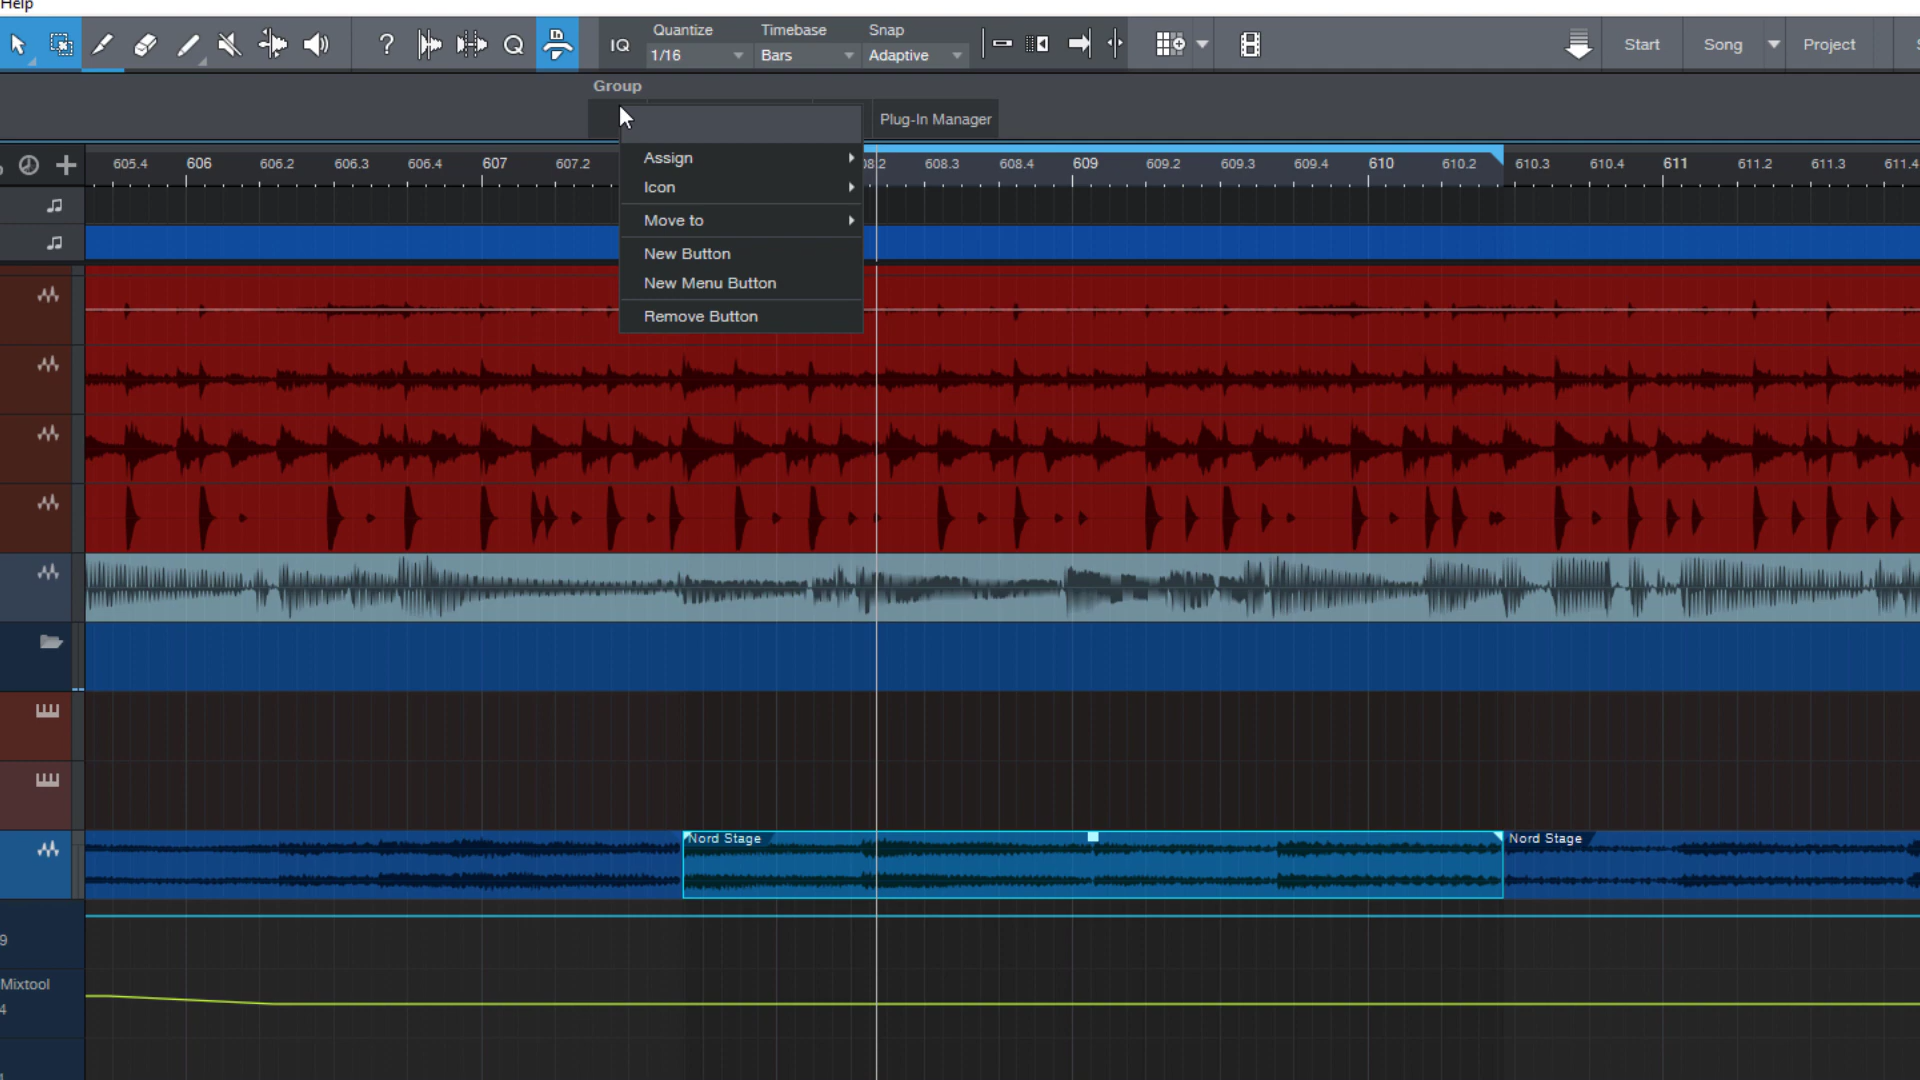 Help
Quantize Timebase Snap
IQ 1/16 Bars Adaptive
Start Song Project
Group
Plug-In Manager
605.4 606 606.2 606.3 606.4 607 607.2 608.3 608.4 609 609.2 609.3 609.4 610 610.2 610.3 610.4 611 611.2 611.3 611.4
Assign
Icon
Move to
New Button
New Menu Button
Remove Button
Nord Stage Nord Stage
9
Mixtool
4